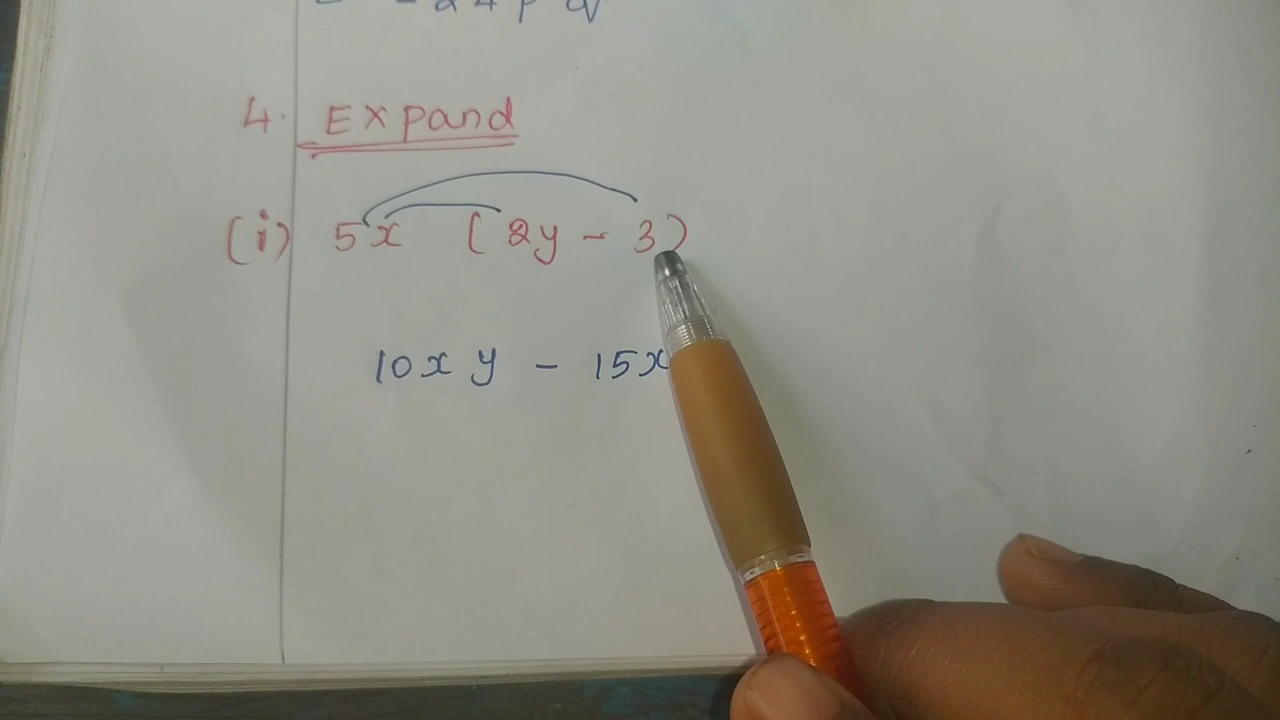 4. Expand
(i) 5x (2y - 3)
10xy - 15x